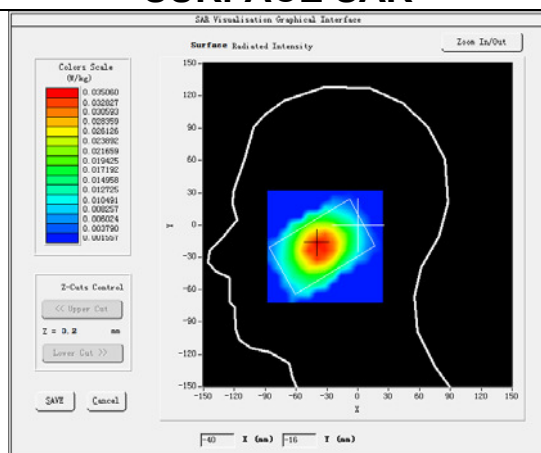 SURFACE SAR
SAR Visualisation Graphical Interface
Surface Radiated Intensity
Zoom In/Out
Colors Scale
(W/kg)
0.035060
0.032827
0.030593
0.028359
0.026126
0.023892
0.021659
0.019425
0.017192
0.014958
0.012725
0.010491
0.008257
0.006024
0.003790
0.001557
150
120
90
60
30
0
-30
-60
-90
-120
-150
Y
-150 -120 -90 -60 -30 0 30 60 90 120 150
X
Z-Cuts Control
<< Upper Cut
Z = 3.2 mm
Lower Cut >>
SAVE Cancel
-40 X (mm) -16 Y (mm)